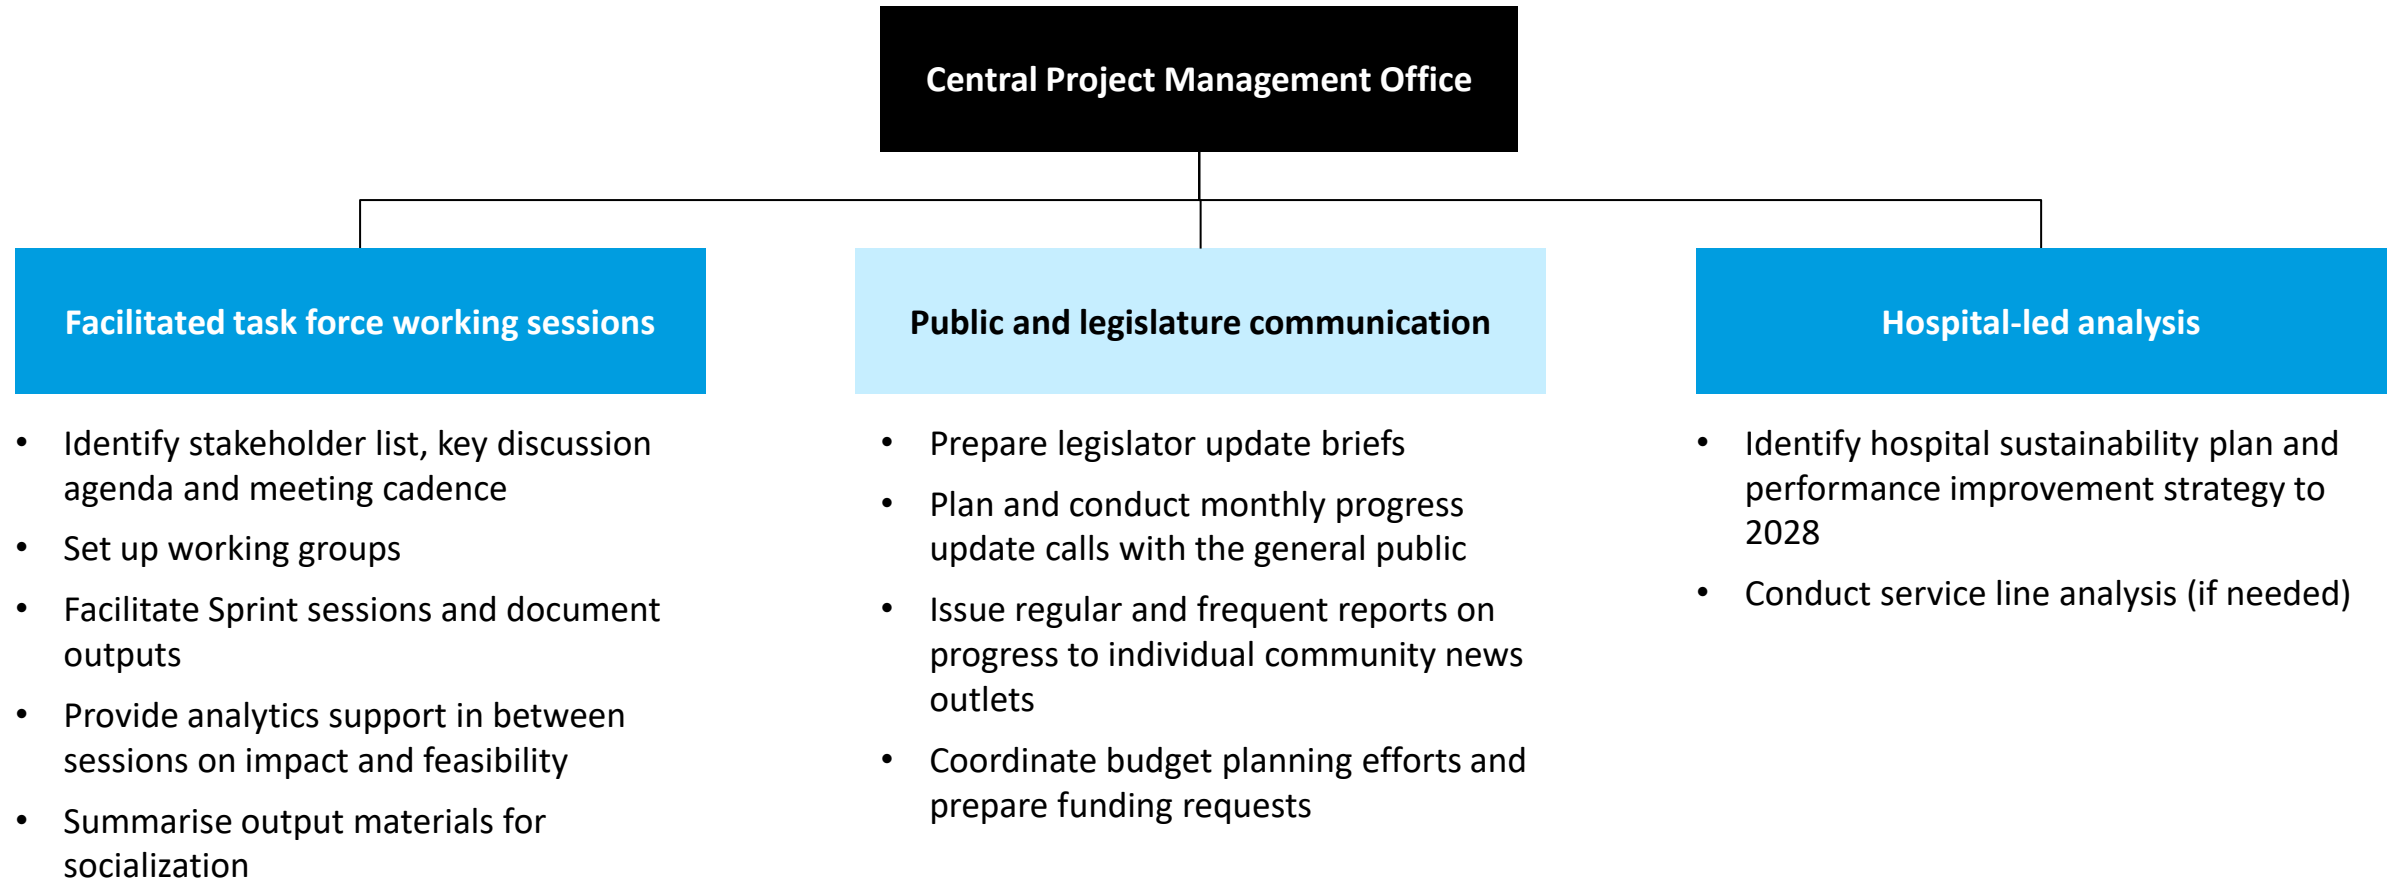 Central Project Management Office
Facilitated task force working sessions
• Identify stakeholder list, key discussion
agenda and meeting cadence
• Set up working groups
• Facilitate Sprint sessions and document
outputs
• Provide analytics support in between
sessions on impact and feasibility
• Summarise output materials for
socialization
Public and legislature communication
• Prepare legislator update briefs
• Plan and conduct monthly progress
update calls with the general public
• Issue regular and frequent reports on
progress to individual community news
outlets
• Coordinate budget planning efforts and
prepare funding requests
Hospital-led analysis
• Identify hospital sustainability plan and
performance improvement strategy to
2028
• Conduct service line analysis (if needed)